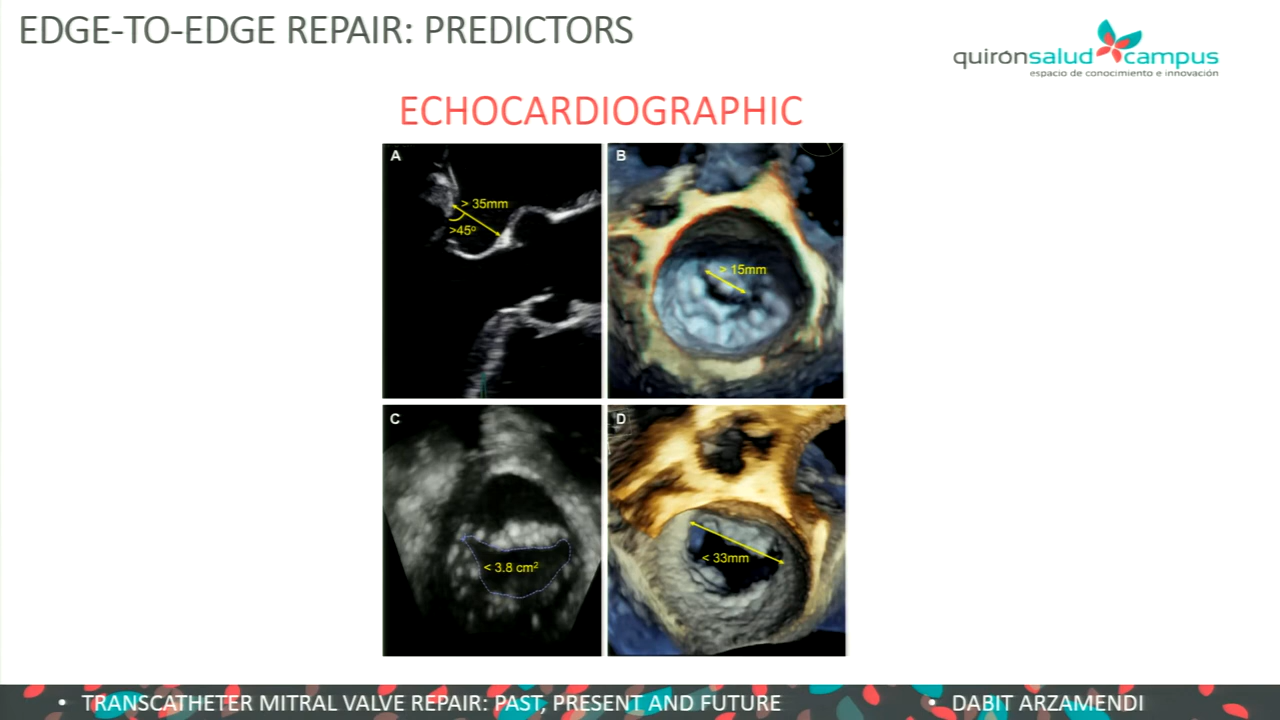 EDGE-TO-EDGE REPAIR: PREDICTORS
quirónsalud campus
espacio de conocimiento e innovación
ECHOCARDIOGRAPHIC
A
> 35mm
>45º
B
> 15mm
C
< 3.8 cm²
D
< 33mm
• TRANSCATHETER MITRAL VALVE REPAIR: PAST, PRESENT AND FUTURE
• DABIT ARZAMENDI